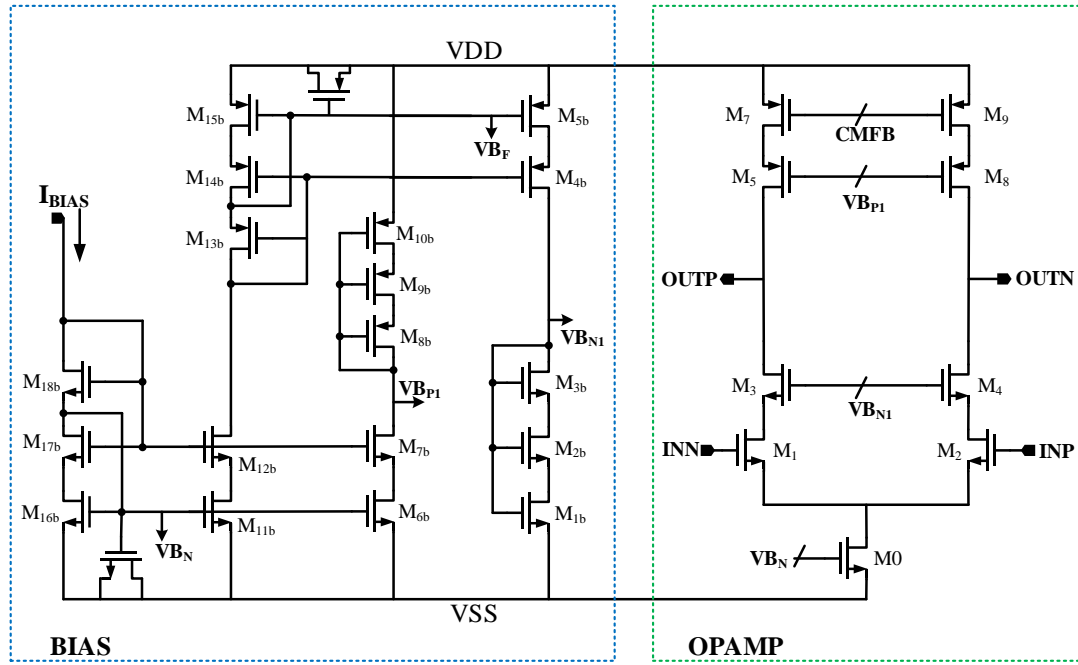 VDD
M15b
M5b
VBF
M7
M9
CMFB
M14b
M4b
M5
M8
VBP1
IBIAS
M13b
M10b
M9b
M8b
OUTP
OUTN
VBN1
M18b
VBP1
M3b
M3
M4
VBN1
M17b
M12b
M7b
M2b
INN
M1
M2
INP
M16b
VBN
M11b
M6b
M1b
VBN
M0
VSS
BIAS
OPAMP